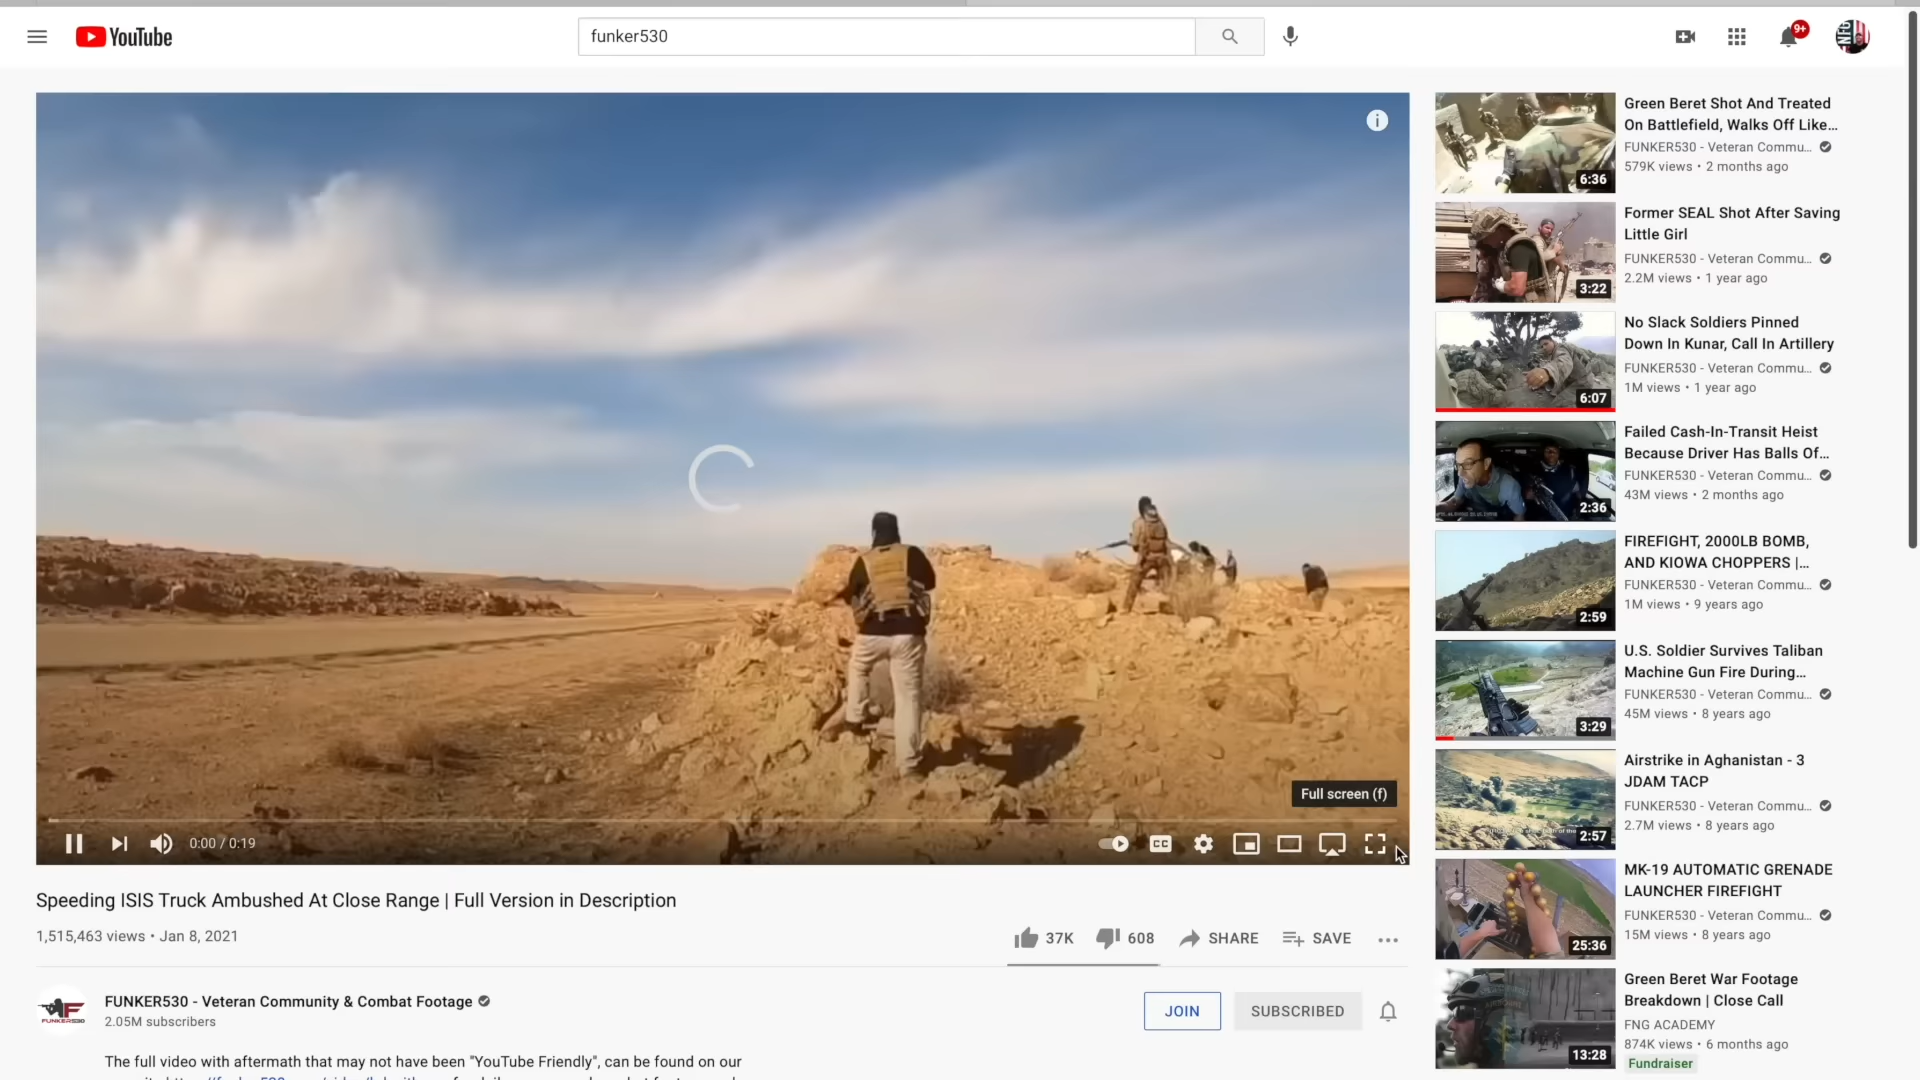 YouTube
funker530
9+
Full screen (f)
0:00 / 0:19
CC
Speeding ISIS Truck Ambushed At Close Range | Full Version in Description
1,515,463 views • Jan 8, 2021
37K
608
SHARE
SAVE
FUNKER530 - Veteran Community & Combat Footage
2.05M subscribers
JOIN
SUBSCRIBED
The full video with aftermath that may not have been "YouTube Friendly", can be found on our
6:36
Green Beret Shot And Treated
On Battlefield, Walks Off Like...
FUNKER530 - Veteran Commu...
579K views • 2 months ago
3:22
Former SEAL Shot After Saving
Little Girl
FUNKER530 - Veteran Commu...
2.2M views • 1 year ago
6:07
No Slack Soldiers Pinned
Down In Kunar, Call In Artillery
FUNKER530 - Veteran Commu...
1M views • 1 year ago
2:36
Failed Cash-In-Transit Heist
Because Driver Has Balls Of...
FUNKER530 - Veteran Commu...
43M views • 2 months ago
2:59
FIREFIGHT, 2000LB BOMB,
AND KIOWA CHOPPERS |...
FUNKER530 - Veteran Commu...
1M views • 9 years ago
3:29
U.S. Soldier Survives Taliban
Machine Gun Fire During...
FUNKER530 - Veteran Commu...
45M views • 8 years ago
2:57
Airstrike in Aghanistan - 3
JDAM TACP
FUNKER530 - Veteran Commu...
2.7M views • 8 years ago
25:36
MK-19 AUTOMATIC GRENADE
LAUNCHER FIREFIGHT
FUNKER530 - Veteran Commu...
15M views • 8 years ago
13:28
Green Beret War Footage
Breakdown | Close Call
FNG ACADEMY
874K views • 6 months ago
Fundraiser